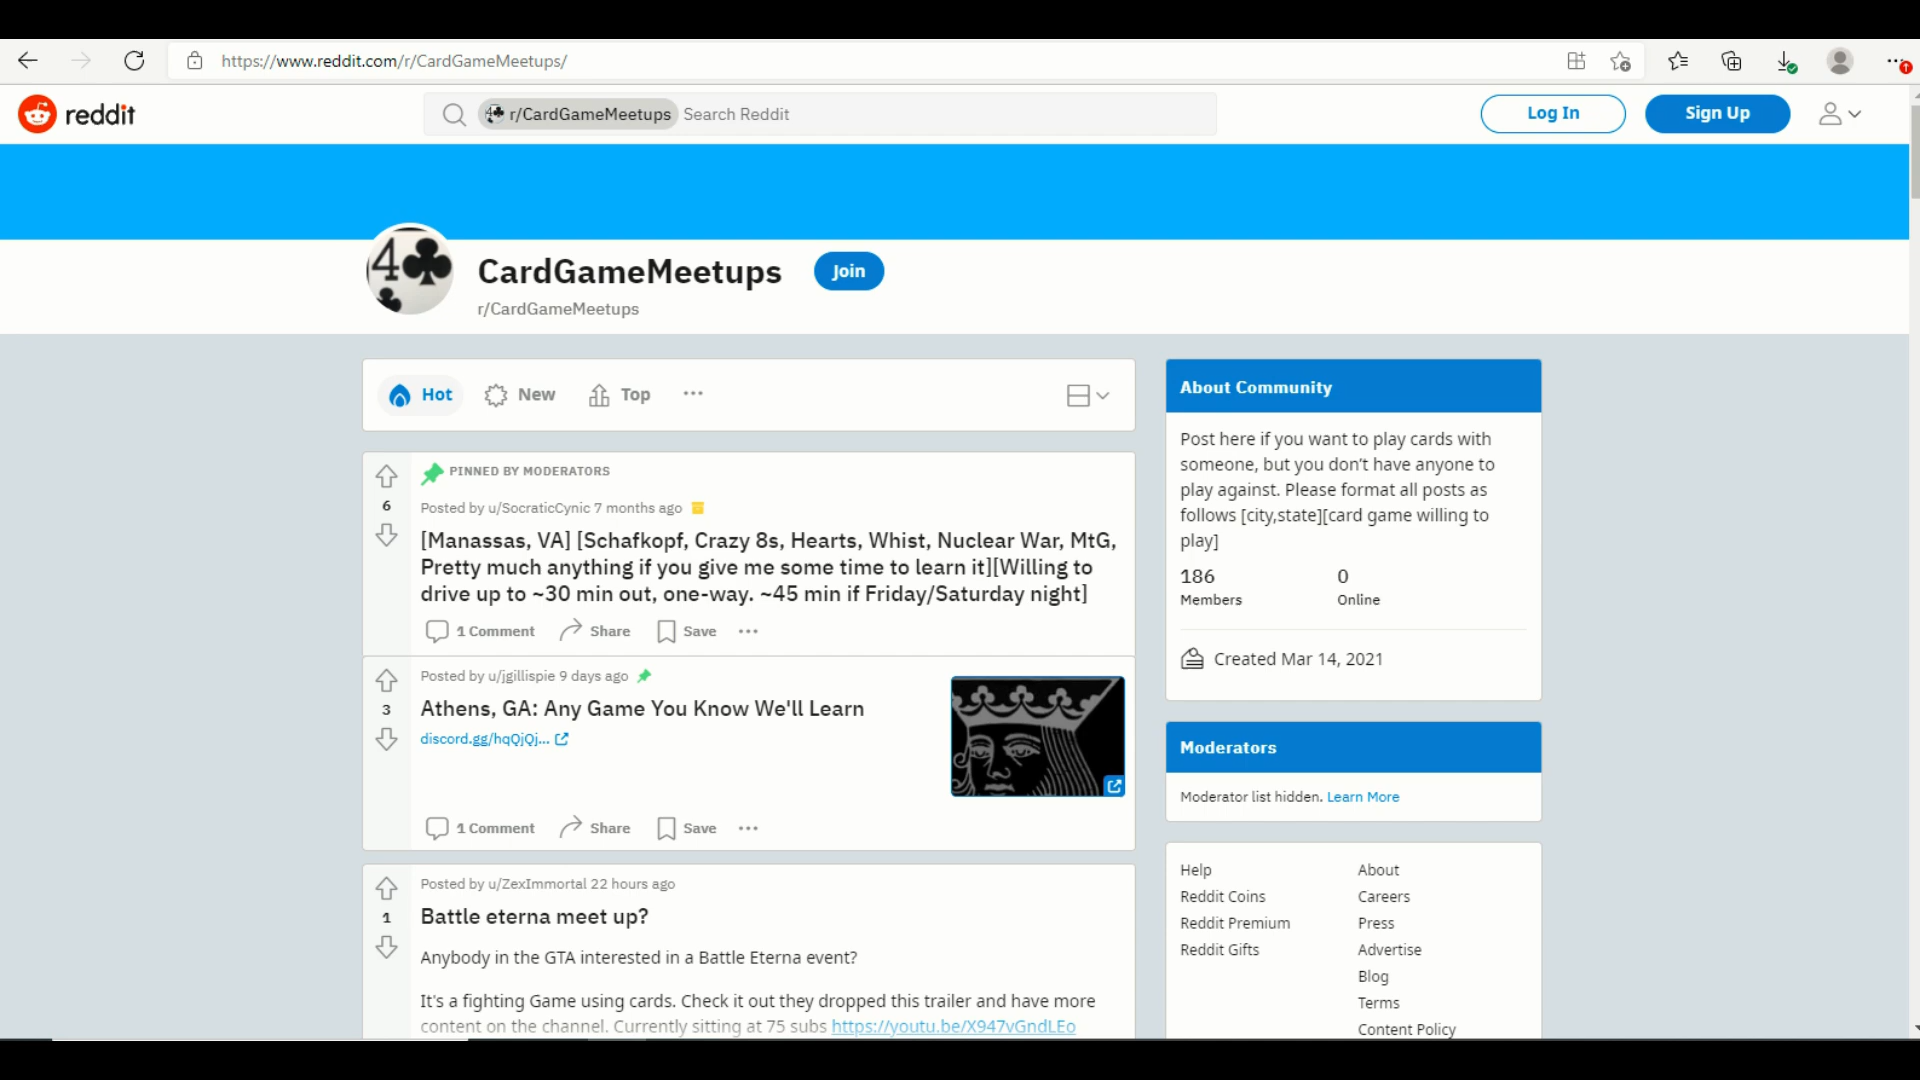 https://www.reddit.com/r/CardGameMeetups/
reddit
r/CardGameMeetups Search Reddit
Log In
Sign Up
4
CardGameMeetups
Join
r/CardGameMeetups
Hot
New
Top
PINNED BY MODERATORS
6
Posted by u/SocraticCynic 7 months ago
[Manassas, VA] [Schafkopf, Crazy 8s, Hearts, Whist, Nuclear War, MtG,
Pretty much anything if you give me some time to learn it][Willing to
drive up to ~30 min out, one-way. ~45 min if Friday/Saturday night]
1 Comment
Share
Save
Posted by u/jgillispie 9 days ago
3
Athens, GA: Any Game You Know We'll Learn
discord.gg/hqQjQj...
1 Comment
Share
Save
Posted by u/ZexImmortal 22 hours ago
1
Battle eterna meet up?
Anybody in the GTA interested in a Battle Eterna event?
It's a fighting Game using cards. Check it out they dropped this trailer and have more
content on the channel. Currently sitting at 75 subs https://youtu.be/X947vGndLEo
About Community
Post here if you want to play cards with
someone, but you don't have anyone to
play against. Please format all posts as
follows [city,state][card game willing to
play]
186
Members
0
Online
Created Mar 14, 2021
Moderators
Moderator list hidden. Learn More
Help
Reddit Coins
Reddit Premium
Reddit Gifts
About
Careers
Press
Advertise
Blog
Terms
Content Policy